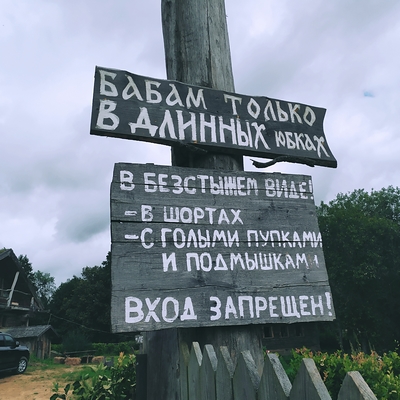 БАБАМ ТОЛЬКО
В ДЛИННЫХ ЮБКАХ
В БЕЗСТЫЖЕМ ВИДЕ!
- В ШОРТАХ
- С ГОЛЫМИ ПУПКАМИ
И ПОДМЫШКАМИ
ВХОД ЗАПРЕЩЕН!